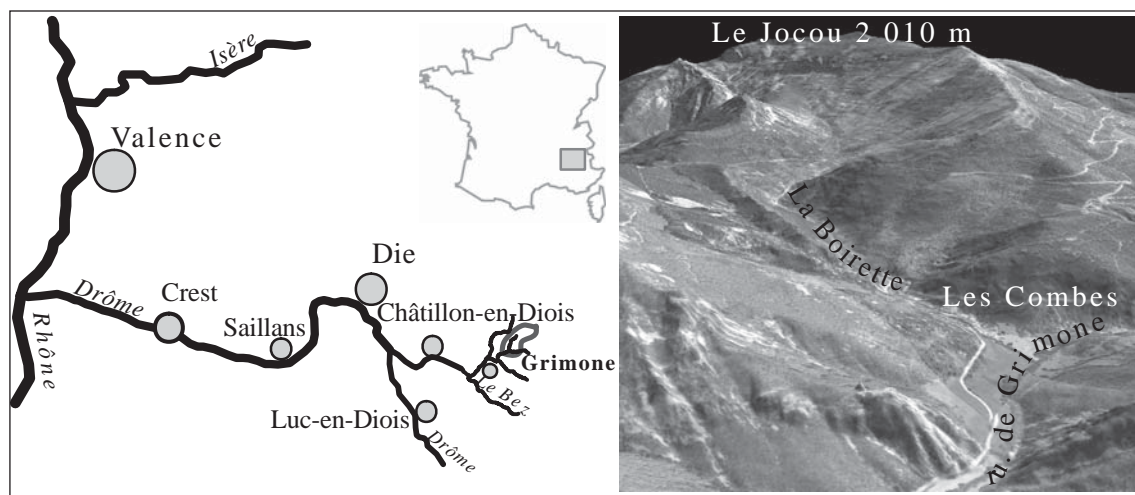 Isère
Valence
Die
Drôme
Crest
Châtillon-en-Diois
Saillans
Rhône
Grimone
Le Bez
Luc-en-Diois
Drôme
Le Jocou 2 010 m
La Boirette
Les Combes
ru. de Grimone